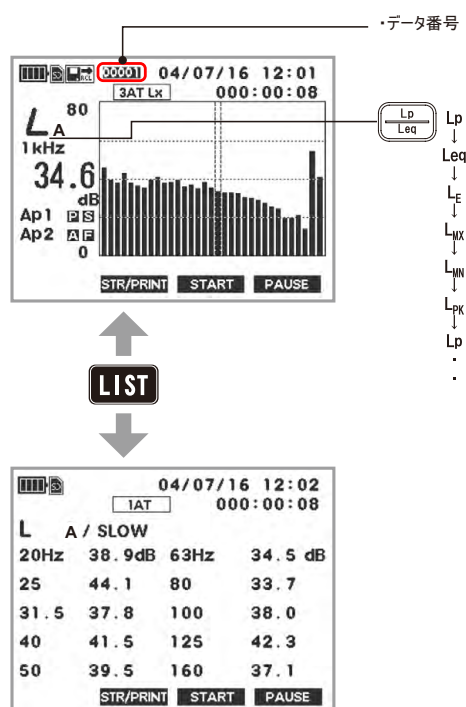 ・データ番号
RCL 00001 04/07/16 12:01
3AT Lx 000:00:08
80
LA
1kHz
34.6
dB
Ap1 P S
Ap2 A F
0
STR/PRINT START PAUSE
Lp
Leq
Lp
↓
Leq
↓
LE
↓
LMX
↓
LMN
↓
LPK
↓
Lp
・
・
LIST
04/07/16 12:02
1AT 000:00:08
L A / SLOW
20Hz 38.9dB 63Hz 34.5 dB
25 44.1 80 33.7
31.5 37.8 100 38.0
40 41.5 125 42.3
50 39.5 160 37.1
STR/PRINT START PAUSE